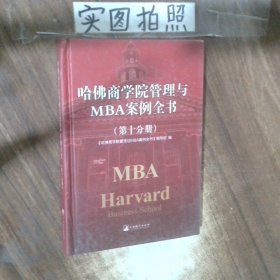 实图拍照
哈佛商学院管理与
MBA案例全书
(第十分册)
MBA
Harvard
Business School